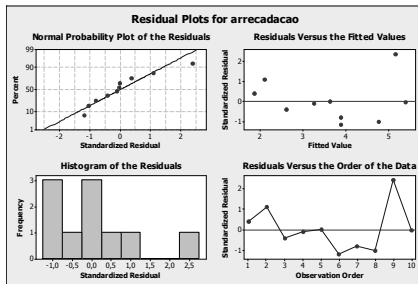 Residual Plots for arrecadacao
Normal Probability Plot of the Residuals
99
90
50
10
1
Percent
-2 -1 0 1 2
Standardized Residual
Residuals Versus the Fitted Values
2
1
0
-1
Standardized Residual
2 3 4 5
Fitted Value
Histogram of the Residuals
3
2
1
0
Frequency
-1,0 -0,5 0,0 0,5 1,0 1,5 2,0 2,5
Standardized Residual
Residuals Versus the Order of the Data
2
1
0
-1
Standardized Residual
1 2 3 4 5 6 7 8 9 10
Observation Order